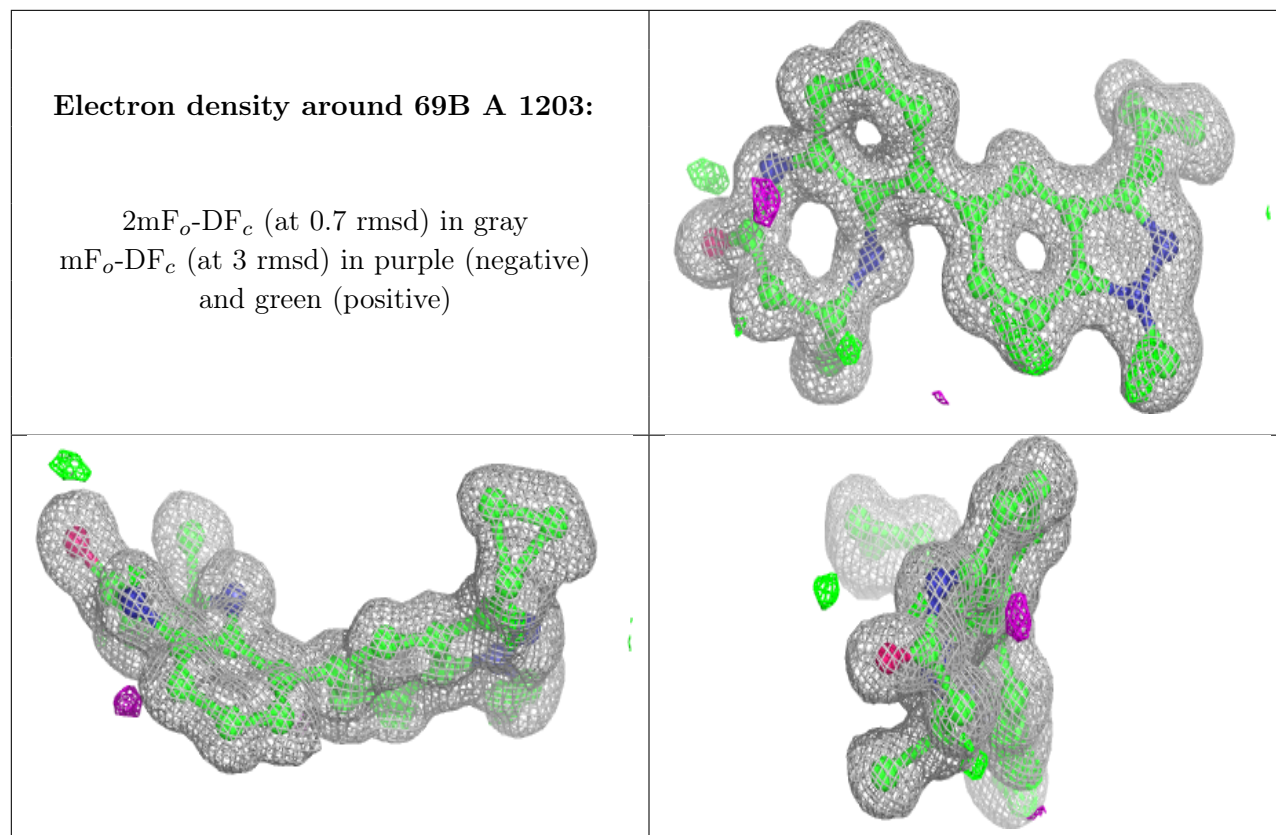 Electron density around 69B A 1203:
2mFo-DFc (at 0.7 rmsd) in gray
mFo-DFc (at 3 rmsd) in purple (negative)
and green (positive)